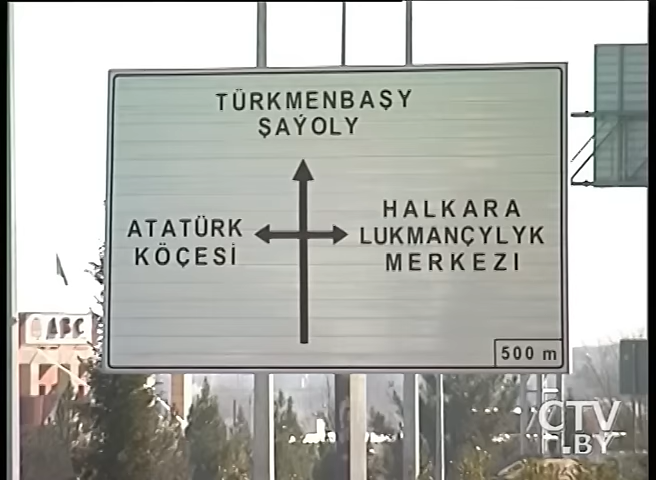 TÜRKMENBAŞY
ŞAÝOLY
ATATÜRK
KÖÇESI
HALKARA
LUKMANÇYLYK
MERKEZI
500 m
ABC
CTV
.BY